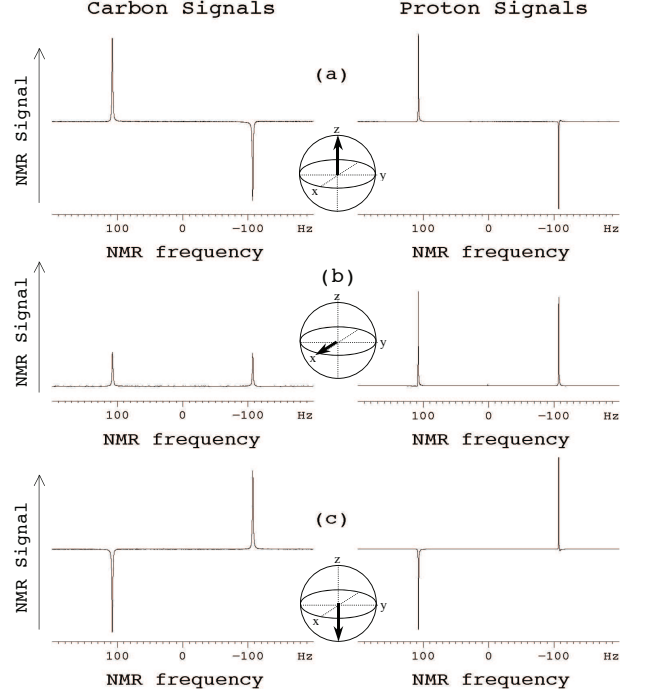 Carbon Signals Proton Signals
NMR Signal
(a)
z
y
x
100 0 -100 Hz 100 0 -100 Hz
NMR frequency NMR frequency
NMR Signal
(b)
z
y
x
100 0 -100 Hz 100 0 -100 Hz
NMR frequency NMR frequency
NMR Signal
(c)
z
y
x
100 0 -100 Hz 100 0 -100 Hz
NMR frequency NMR frequency